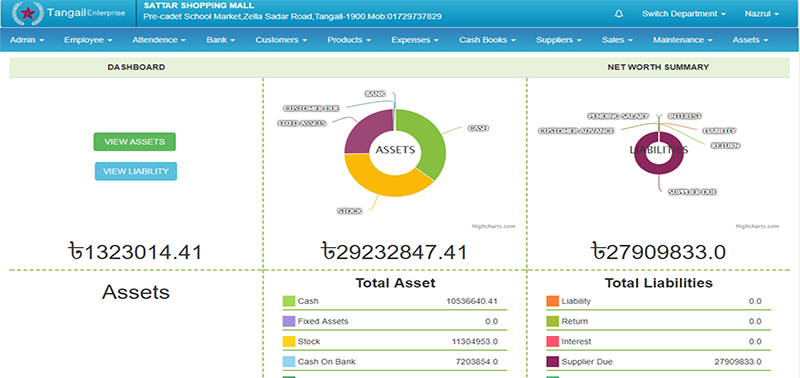 Tangail Enterprise
SATTAR SHOPPING MALL
Pre-cadet School Market,Zella Sadar Road,Tangail-1900.Mob:01729737829
Switch Department
Nazrul
Admin Employee Attendence Bank Customers Products Expenses Cash Books Suppliers Sales Maintenance Assets
DASHBOARD
NET WORTH SUMMARY
VIEW ASSETS
VIEW LIABILITY
৳1323014.41
BANK
CUSTOMER DUE
FIXED ASSETS
CASH
ASSETS
STOCK
Highcharts.com
৳29232847.41
PENDING SALARY
INTEREST
CUSTOMER ADVANCE
LIABILITY
RETURN
LIABILITIES
SUPPLIER DUE
Highcharts.com
৳27909833.0
Assets
Total Asset
Cash 10536640.41
Fixed Assets 0.0
Stock 11304953.0
Cash On Bank 7203854.0
Total Liabilities
Liability 0.0
Return 0.0
Interest 0.0
Supplier Due 27909833.0